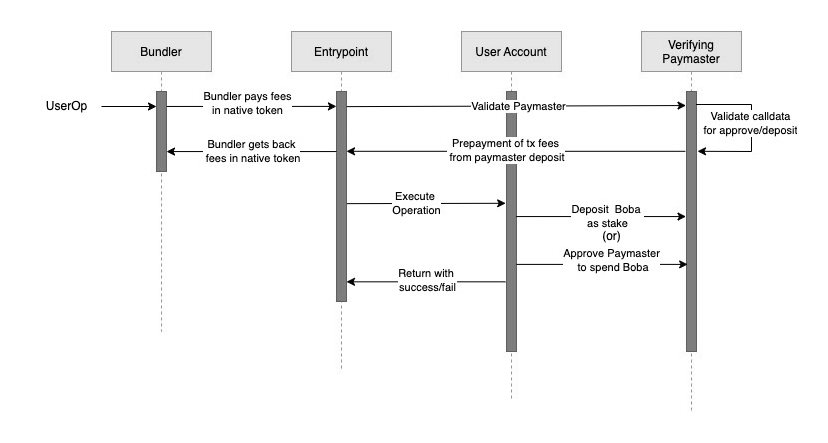 Bundler
Entrypoint
User Account
Verifying
Paymaster
UserOp
Bundler pays fees
in native token
Validate Paymaster
Validate calldata
for approve/deposit
Bundler gets back
fees in native token
Prepayment of tx fees
from paymaster deposit
Execute
Operation
Deposit Boba
as stake
(or)
Approve Paymaster
to spend Boba
Return with
success/fail